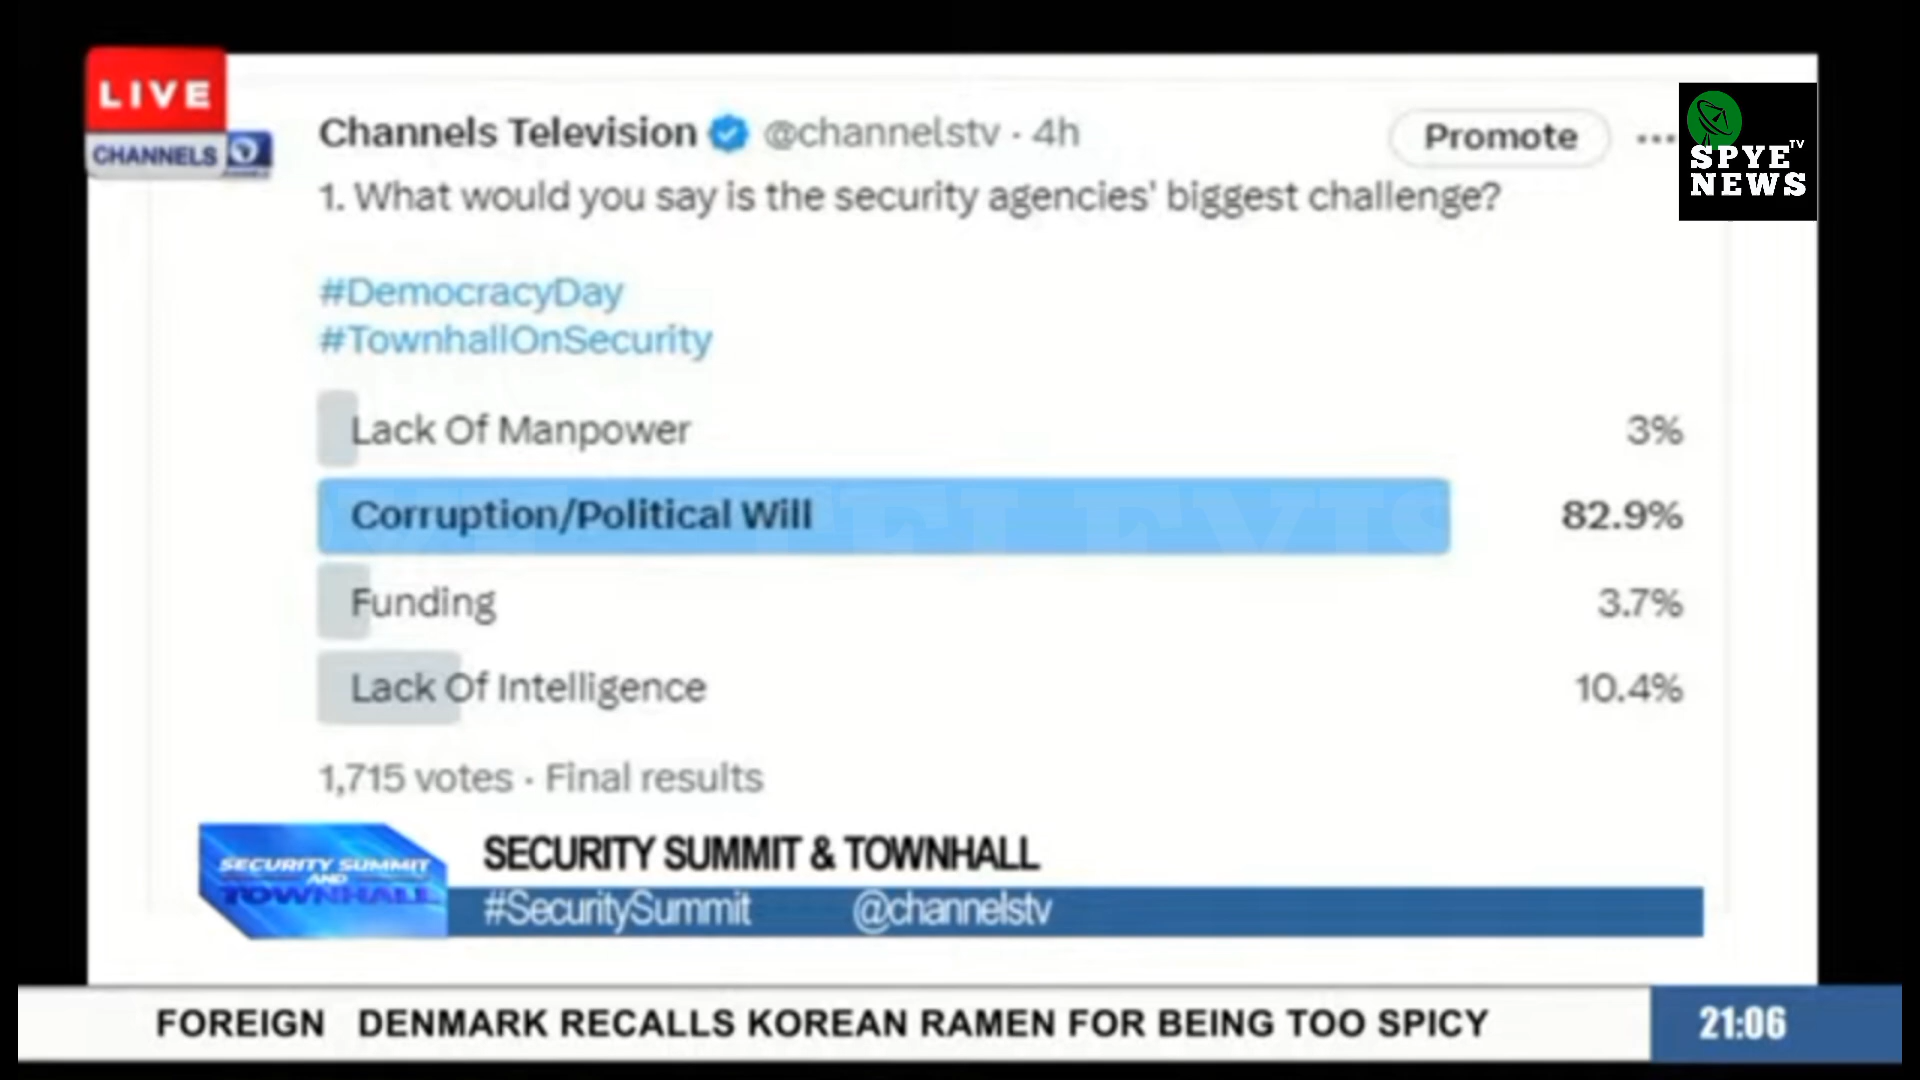 LIVE
CHANNELS
Channels Television @channelstv · 4h
Promote ...
SPYE TV
NEWS
1. What would you say is the security agencies' biggest challenge?
#DemocracyDay
#TownhallOnSecurity
Lack Of Manpower 3%
Corruption/Political Will 82.9%
Funding 3.7%
Lack Of Intelligence 10.4%
1,715 votes · Final results
SECURITY SUMMIT
AND
TOWNHALL
SECURITY SUMMIT & TOWNHALL
#SecuritySummit @channelstv
FOREIGN DENMARK RECALLS KOREAN RAMEN FOR BEING TOO SPICY
21:06